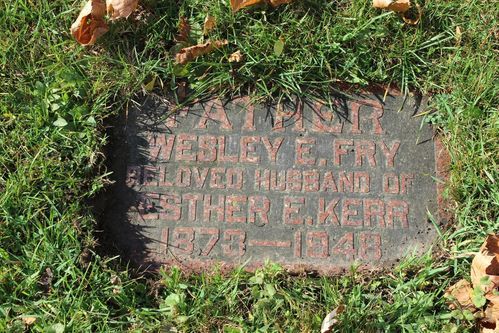 FATHER
WESLEY E. FRY
BELOVED HUSBAND OF
ESTHER E. KERR
1873 — 1948